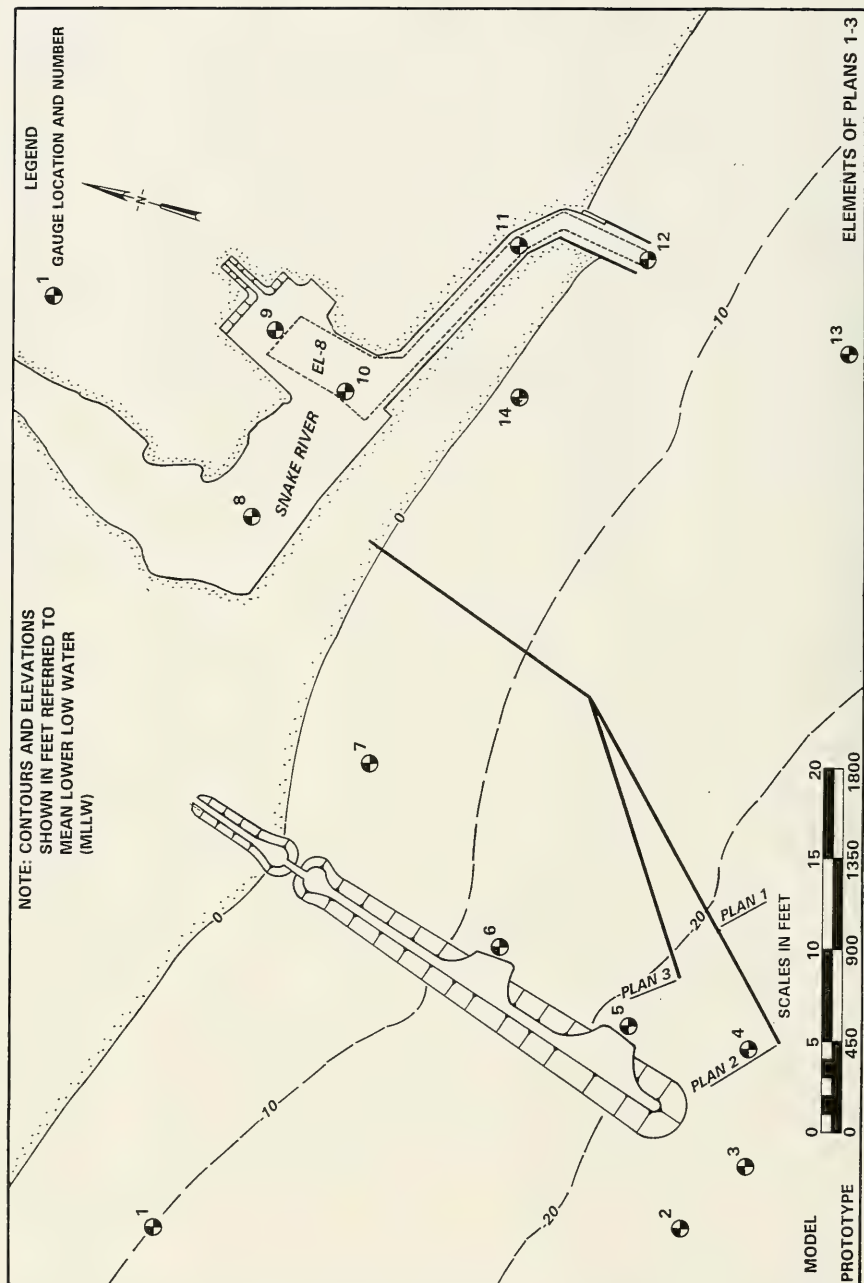 NOTE: CONTOURS AND ELEVATIONS
SHOWN IN FEET REFERRED TO
MEAN LOWER LOW WATER
(MLLW)
LEGEND
1
GAUGE LOCATION AND NUMBER
N
1
2
3
4
5
6
7
8
9
10
11
12
13
14
SNAKE RIVER
EL-8
0
0
-10
-10
-20
-20
PLAN 1
PLAN 2
PLAN 3
SCALES IN FEET
MODEL
0 5 10 15 20
PROTOTYPE
0 450 900 1350 1800
ELEMENTS OF PLANS 1-3